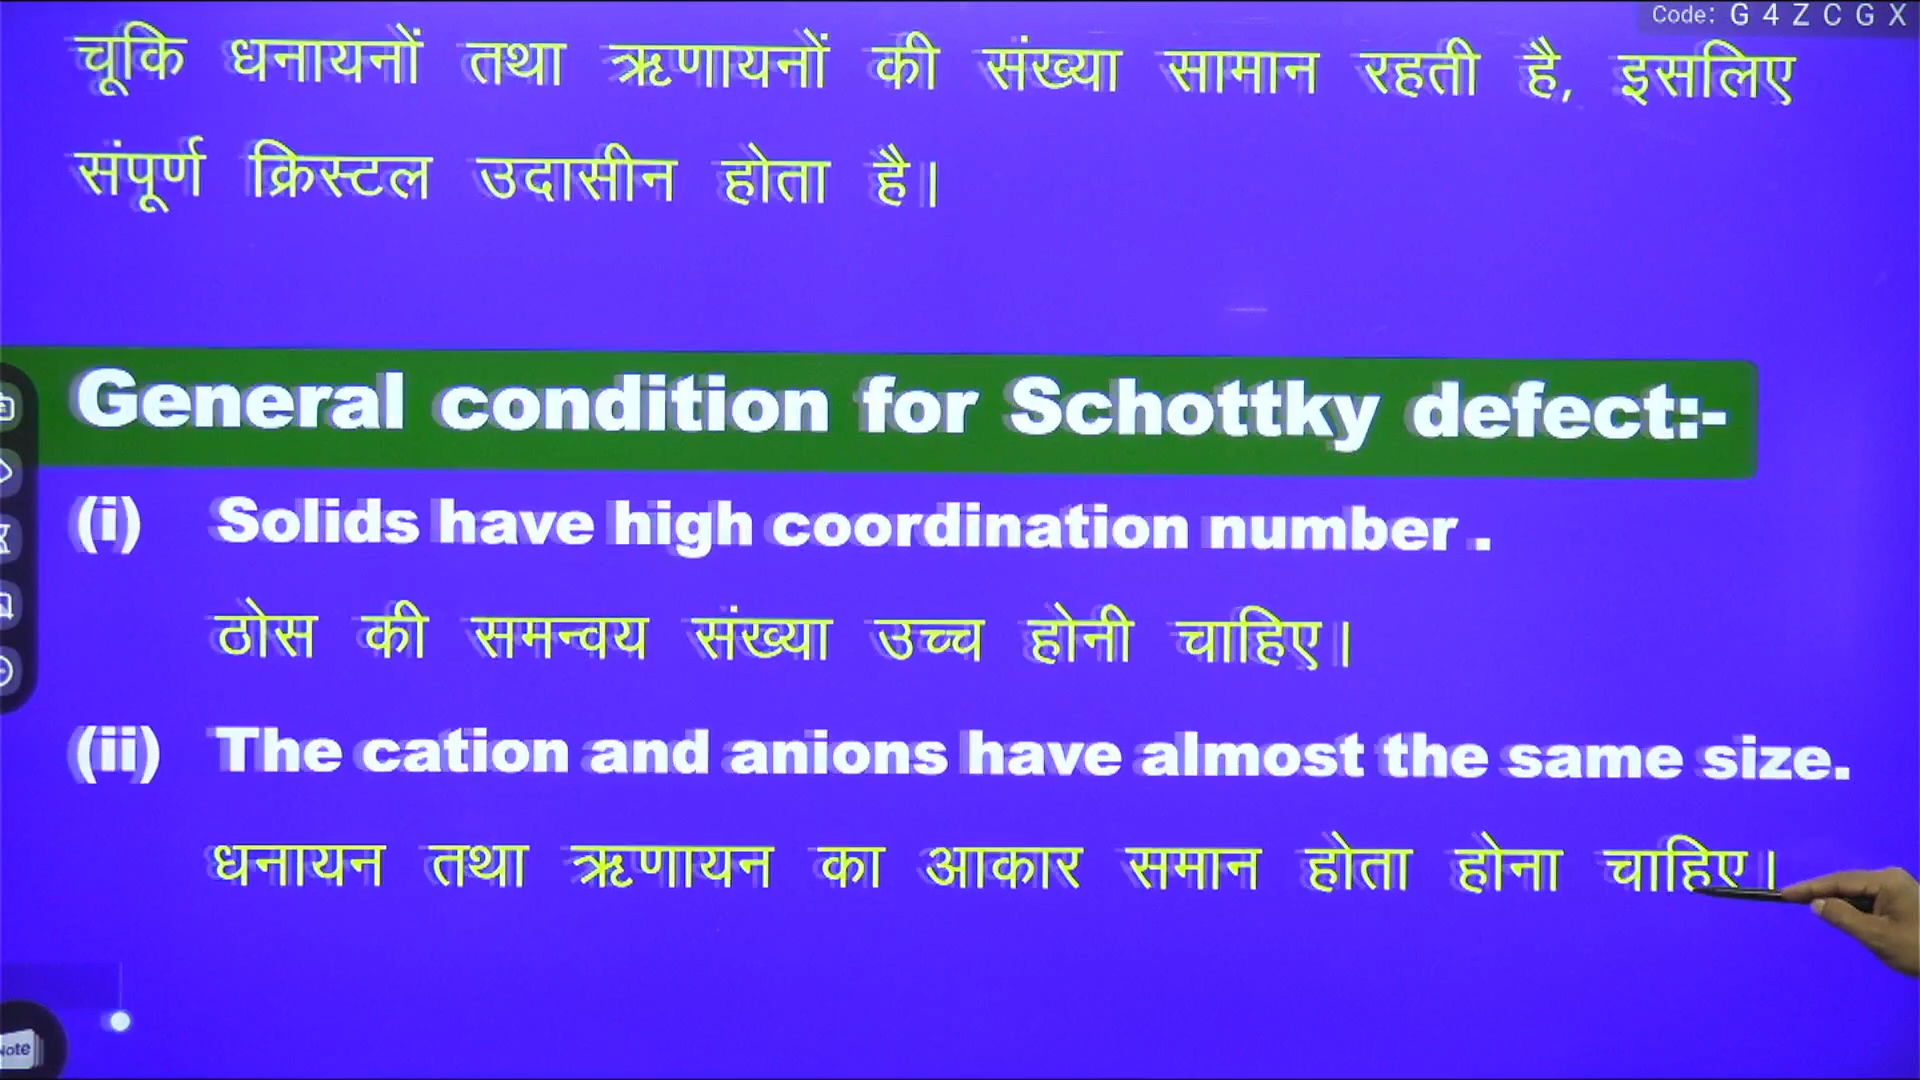 Code: G 4 Z C G X
चूकि धनायनों तथा ऋणायनों की संख्या सामान रहती है, इसलिए
संपूर्ण क्रिस्टल उदासीन होता है।
General condition for Schottky defect:-
(i) Solids have high coordination number .
ठोस की समन्वय संख्या उच्च होनी चाहिए।
(ii) The cation and anions have almost the same size.
धनायन तथा ऋणायन का आकार समान होता होना चाहिए।
Note